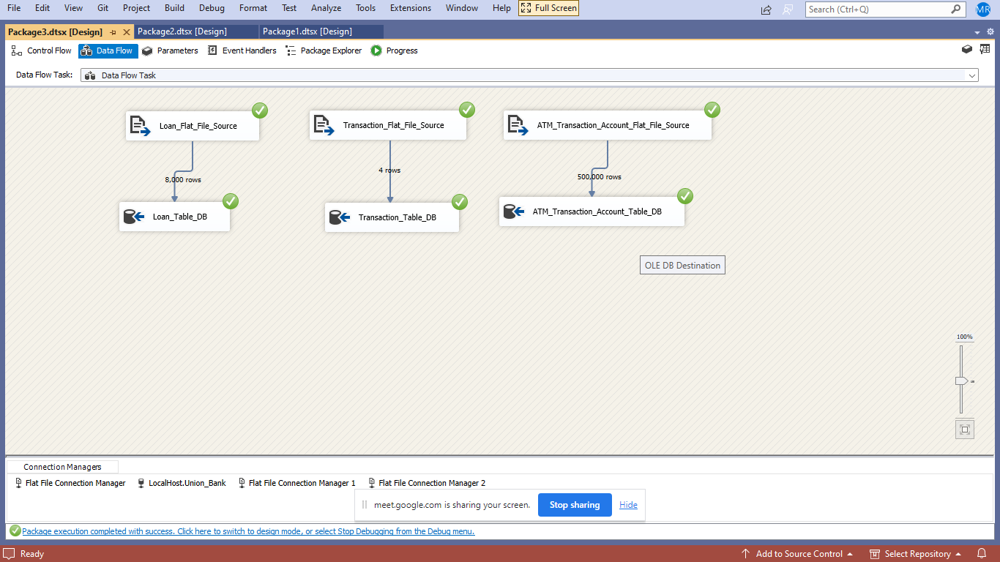 File Edit View Git Project Build Debug Format Test Analyze Tools Extensions Window Help Full Screen Search (Ctrl+Q) MR
Package3.dtsx [Design] Package2.dtsx [Design] Package1.dtsx [Design]
Control Flow Data Flow Parameters Event Handlers Package Explorer Progress
Data Flow Task: Data Flow Task
Loan_Flat_File_Source Transaction_Flat_File_Source ATM_Transaction_Account_Flat_File_Source
8,000 rows 4 rows 500,000 rows
Loan_Table_DB Transaction_Table_DB ATM_Transaction_Account_Table_DB
OLE DB Destination
100%
Connection Managers
Flat File Connection Manager LocalHost.Union_Bank Flat File Connection Manager 1 Flat File Connection Manager 2
meet.google.com is sharing your screen. Stop sharing Hide
Package execution completed with success. Click here to switch to design mode, or select Stop Debugging from the Debug menu.
Ready Add to Source Control Select Repository